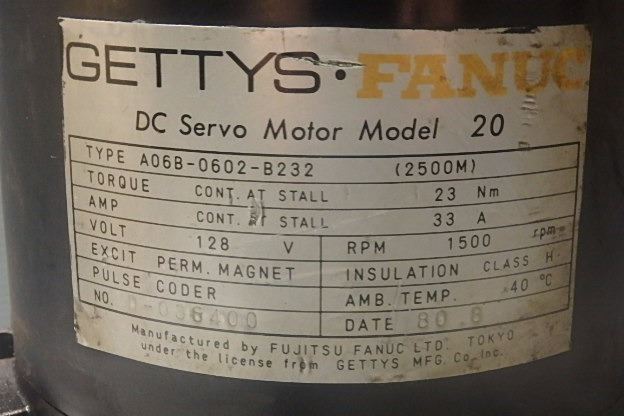 GETTYS·FANUC
DC Servo Motor Model 20
TYPE A06B-0602-B232 (2500M)
TORQUE CONT. AT STALL 23 Nm
AMP CONT. AT STALL 33 A
VOLT 128 V RPM 1500 rpm
EXCIT PERM. MAGNET INSULATION CLASS H
PULSE CODER AMB. TEMP. 40 °C
NO. DATE 80.8
Manufactured by FUJITSU FANUC LTD. TOKYO
under the license from GETTYS MFG. Co. Inc.